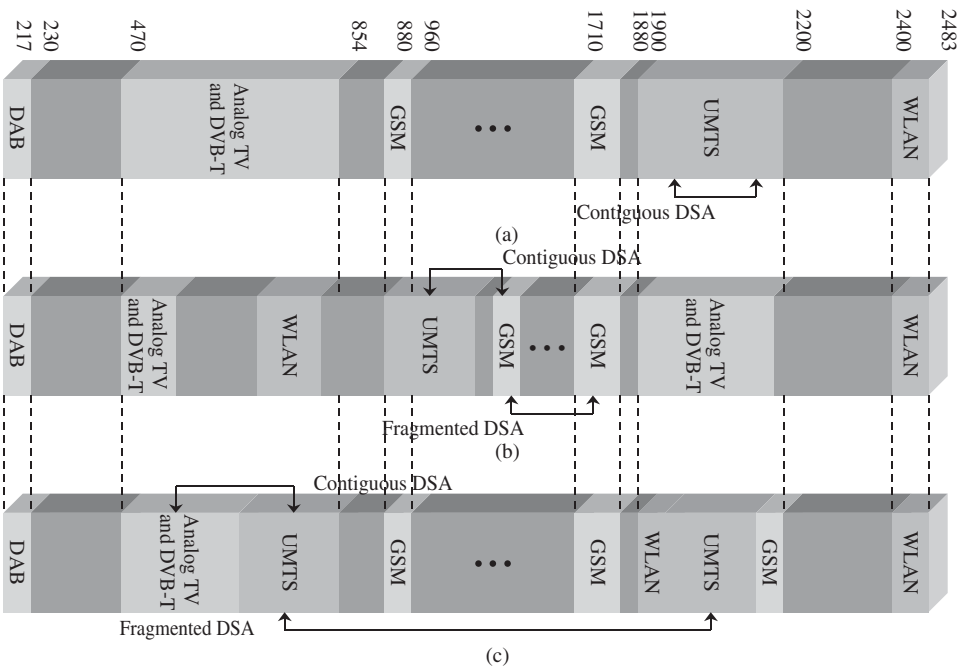 217 230 470 854 880 960 1710 1880 1900 2200 2400 2483
DAB
Analog TV
and DVB-T
GSM
• • •
GSM
UMTS
WLAN
Contiguous DSA
(a)
Contiguous DSA
DAB
Analog TV
and DVB-T
WLAN
UMTS
GSM
• • •
GSM
Analog TV
and DVB-T
WLAN
Fragmented DSA
(b)
Contiguous DSA
DAB
Analog TV
and DVB-T
UMTS
GSM
• • •
GSM
WLAN
UMTS
GSM
WLAN
Fragmented DSA
(c)